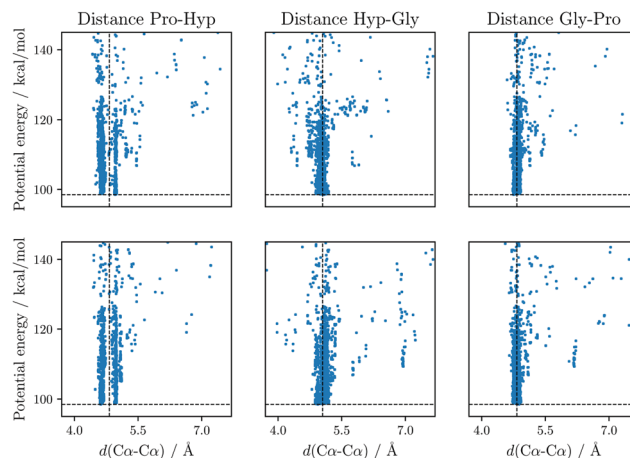 Distance Pro-Hyp
Distance Hyp-Gly
Distance Gly-Pro
Potential energy / kcal/mol
140
120
100
Potential energy / kcal/mol
140
120
100
4.0
5.5
7.0
4.0
5.5
7.0
4.0
5.5
7.0
d(Cα-Cα) / Å
d(Cα-Cα) / Å
d(Cα-Cα) / Å